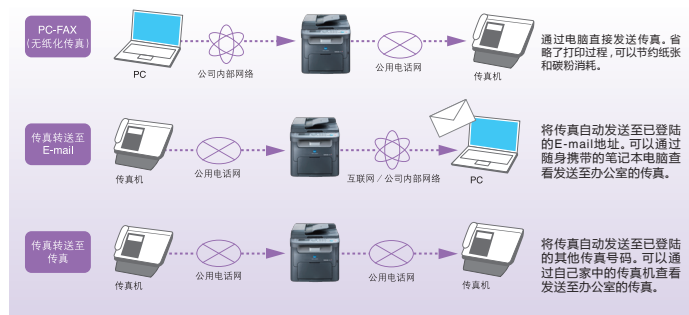 PC-FAX
(无纸化传真)
PC
公司内部网络
公用电话网
传真机
通过电脑直接发送传真。省
略了打印过程,可以节约纸张
和碳粉消耗。
传真转送至
E-mail
传真机
公用电话网
互联网／公司内部网络
PC
将传真自动发送至已登陆
的E-mail地址。可以通过
随身携带的笔记本电脑查
看发送至办公室的传真。
传真转送至
传真
传真机
公用电话网
公用电话网
传真机
将传真自动发送至已登陆
的其他传真号码。可以通
过自己家中的传真机查看
发送至办公室的传真。